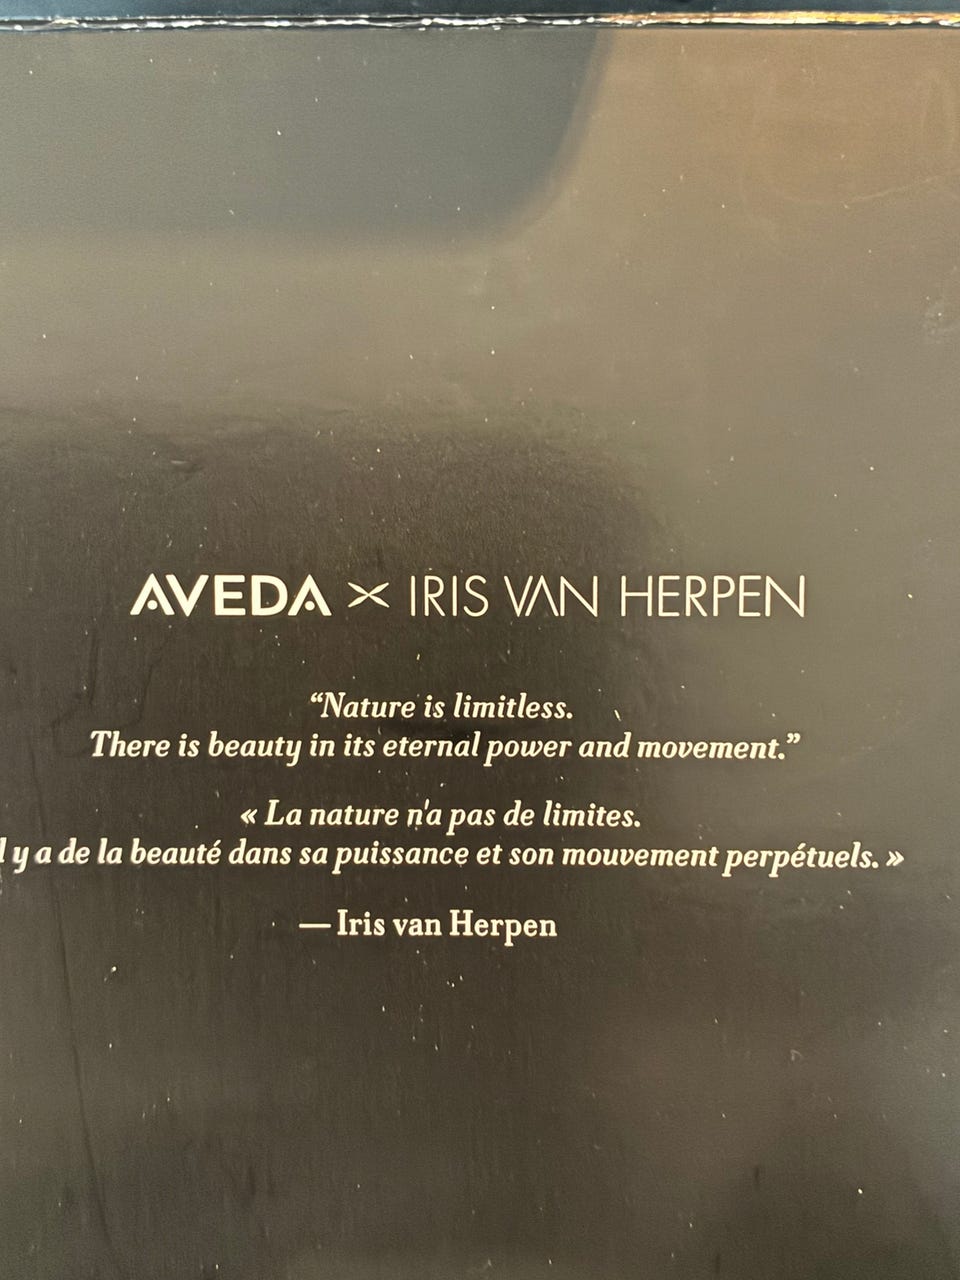 AVEDA × IRIS VAN HERPEN
“Nature is limitless.
There is beauty in its eternal power and movement.”
« La nature n'a pas de limites.
l y a de la beauté dans sa puissance et son mouvement perpétuels. »
— Iris van Herpen